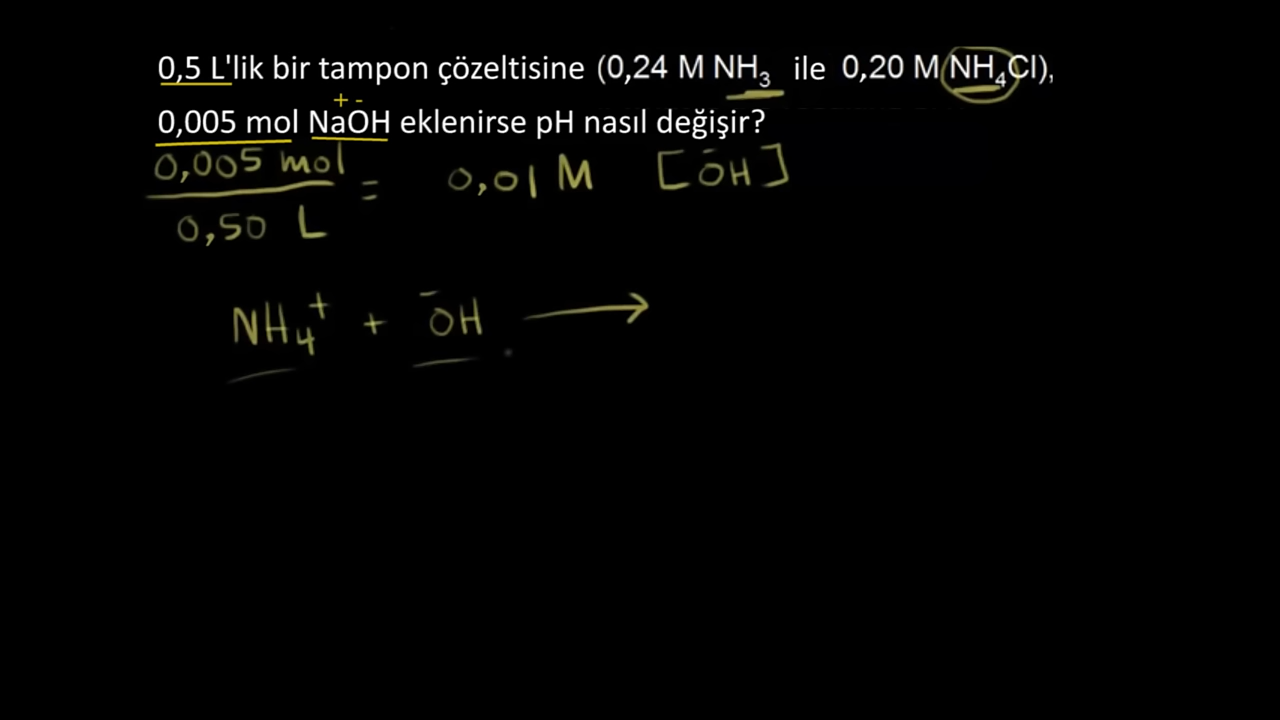 0,5 L'lik bir tampon çözeltisine (0,24 M NH₃ ile 0,20 M NH₄Cl),
+ -
0,005 mol NaOH eklenirse pH nasıl değişir?
0,005 mol / 0,50 L = 0,01 M [⁻OH]
NH₄⁺ + ⁻OH ⟶